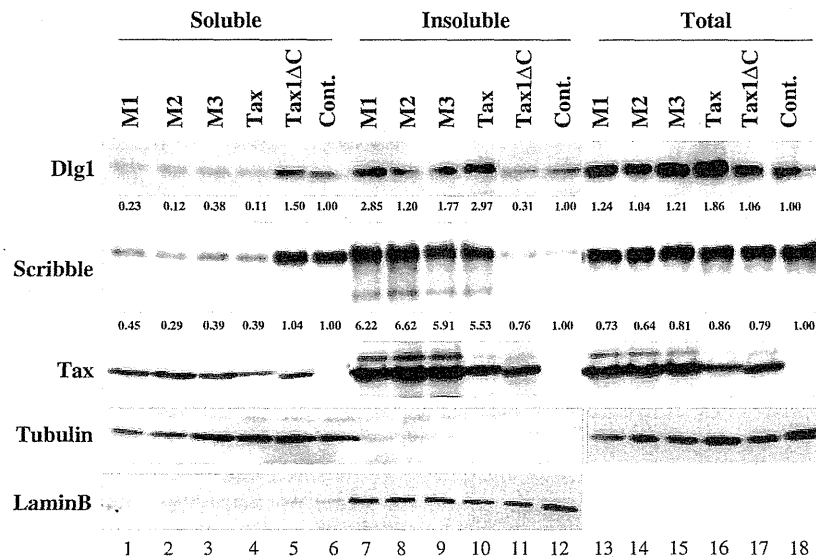 Soluble Insoluble Total
M1 M2 M3 Tax Tax1ΔC Cont. M1 M2 M3 Tax Tax1ΔC Cont. M1 M2 M3 Tax Tax1ΔC Cont.
Dlg1
0.23 0.12 0.38 0.11 1.50 1.00 2.85 1.20 1.77 2.97 0.31 1.00 1.24 1.04 1.21 1.86 1.06 1.00
Scribble
0.45 0.29 0.39 0.39 1.04 1.00 6.22 6.62 5.91 5.53 0.76 1.00 0.73 0.64 0.81 0.86 0.79 1.00
Tax
Tubulin
LaminB
1 2 3 4 5 6 7 8 9 10 11 12 13 14 15 16 17 18